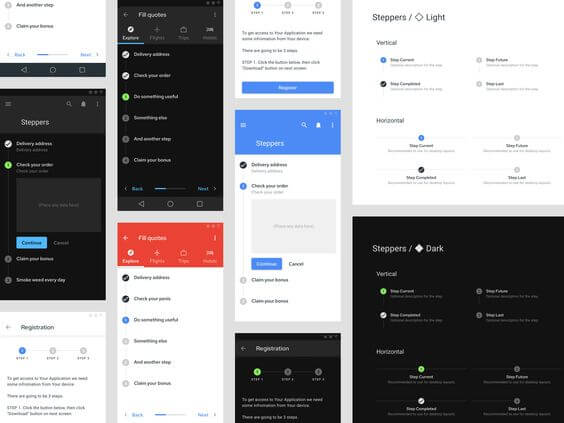 And another step
Claim your bonus
Back
Next
Steppers
Delivery address
Delivery address
1
Check your order
Check your order
(Place any data here)
Continue
Cancel
2
Claim your bonus
3
Smoke weed every day
Registration
1
2
3
STEP 1
STEP 2
STEP 3
To get access to Your Application we need
some information from Your device.
There are going to be 3 steps.
STEP 1. Click the button below, then click
"Download" button on next screen.
Fill quotes
Explore
Flights
Trips
Hotels
Delivery address
Check your order
Do something useful
Something else
And another step
Claim your bonus
Back
Next
Fill quotes
Explore
Flights
Trips
Hotels
Delivery address
Check your penis
Do something useful
Something else
And another step
Claim your bonus
Back
Next
STEP 1
STEP 2
STEP 3
To get access to Your Application we need
some information from Your device.
There are going to be 3 steps.
STEP 1. Click the button below, then click
"Download" button on next screen.
Register
Steppers
Delivery address
Delivery address
Check your order
Check your order
(Place any data here)
Continue
Cancel
Claim your bonus
Claim your bonus
Registration
STEP 1
STEP 2
STEP 3
To get access to Your Application we need
some information from Your device.
There are going to be 3 steps.
Steppers / Light
Vertical
Step Current
Optional description for the step
Step Future
Optional description for the step
Step Completed
Optional description for the step
Step Last
Optional description for the step
Horizontal
Step Current
Recommended to use for desktop layouts
Step Future
Recommended to use for desktop layouts
Step Completed
Recommended to use for desktop layouts
Step Last
Recommended to use for desktop layouts
Steppers / Dark
Vertical
Step Current
Optional description for the step
Step Future
Optional description for the step
Step Completed
Optional description for the step
Step Last
Optional description for the step
Horizontal
Step Current
Recommended to use for desktop layouts
Step Future
Recommended to use for desktop layouts
Step Completed
Recommended to use for desktop layouts
Step Last
Recommended to use for desktop layouts